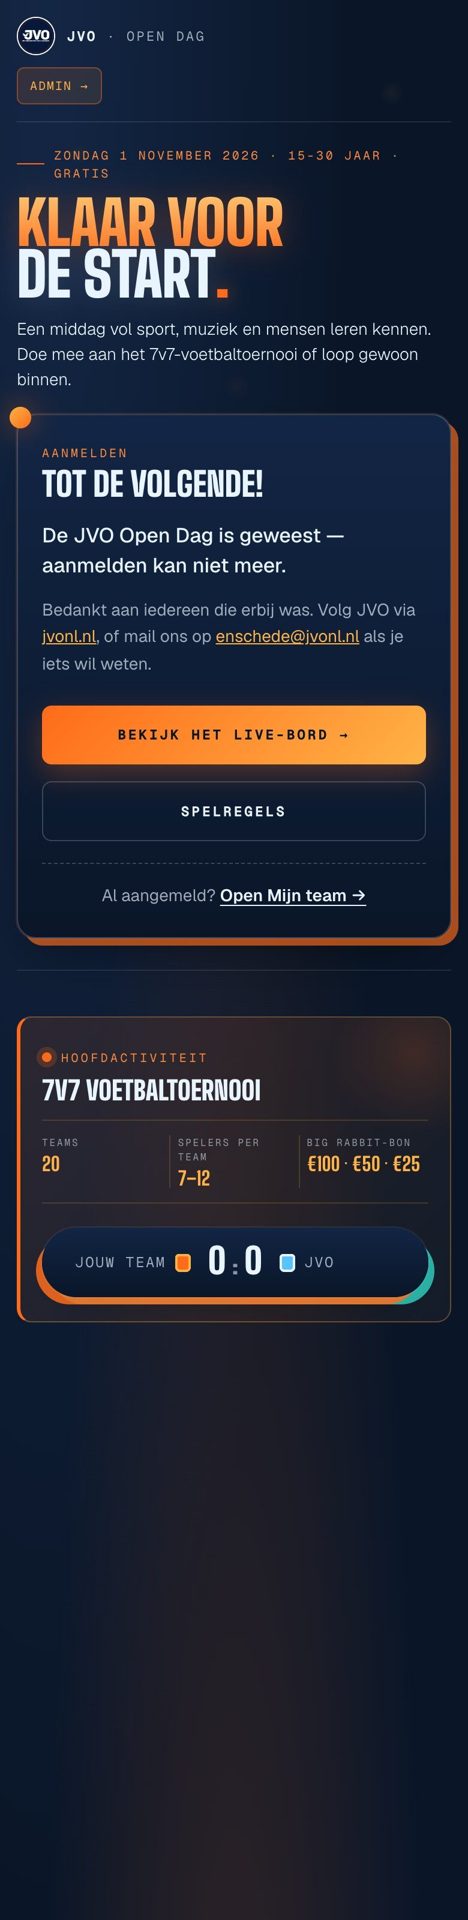 JVO JVO · OPEN DAG
ADMIN →
ZONDAG 1 NOVEMBER 2026 · 15-30 JAAR ·
GRATIS
KLAAR VOOR
DE START.
Een middag vol sport, muziek en mensen leren kennen.
Doe mee aan het 7v7-voetbaltoernooi of loop gewoon
binnen.
AANMELDEN
TOT DE VOLGENDE!
De JVO Open Dag is geweest —
aanmelden kan niet meer.
Bedankt aan iedereen die erbij was. Volg JVO via
jvonl.nl, of mail ons op enschede@jvonl.nl als je
iets wil weten.
BEKIJK HET LIVE-BORD →
SPELREGELS
Al aangemeld? Open Mijn team →
HOOFDACTIVITEIT
7V7 VOETBALTOERNOOI
TEAMS
20
SPELERS PER
TEAM
7–12
BIG RABBIT-BON
€100 · €50 · €25
JOUW TEAM 0:0 JVO